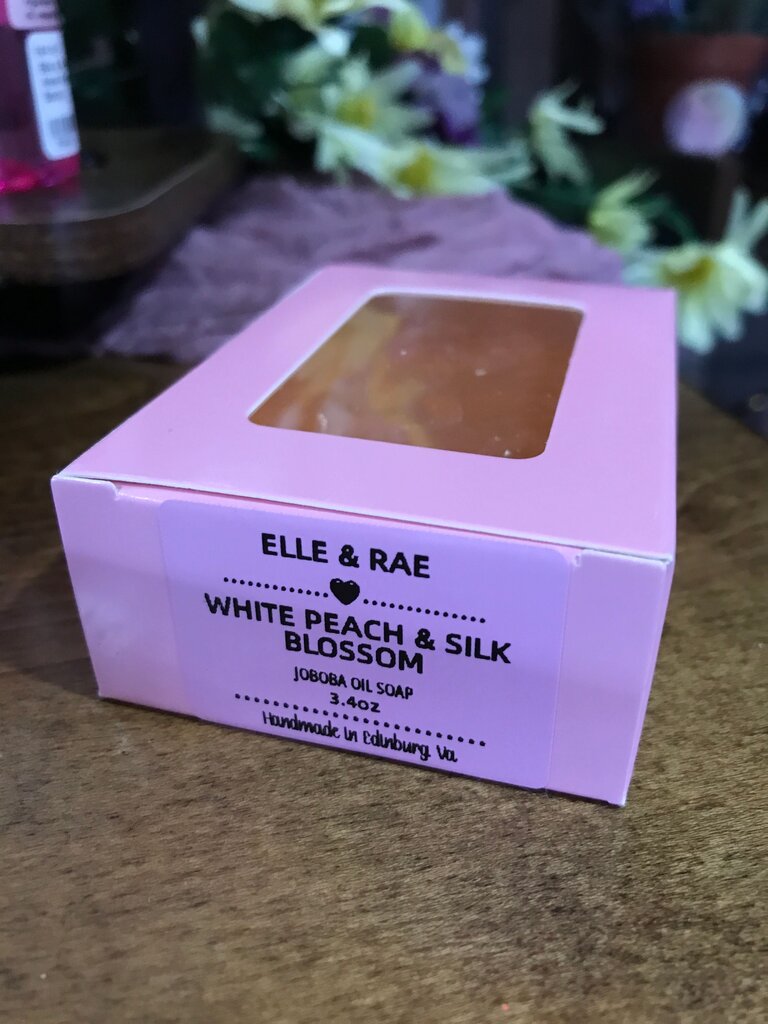 ELLE & RAE
WHITE PEACH & SILK
BLOSSOM
JOBOBA OIL SOAP
3.4oz
Handmade In Edinburg, Va